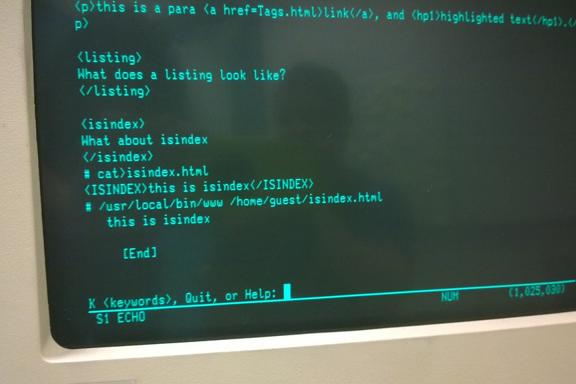 <p>this is a para <a href=Tags.html>link</a>, and <hp1>highlighted text</hp1>.</
p>
<listing>
What does a listing look like?
</listing>
<isindex>
What about isindex
</isindex>
# cat>isindex.html
<ISINDEX>this is isindex</ISINDEX>
# /usr/local/bin/www /home/guest/isindex.html
this is isindex
[End]
K <keywords>, Quit, or Help:
NUM (1,025,030)
S1 ECHO